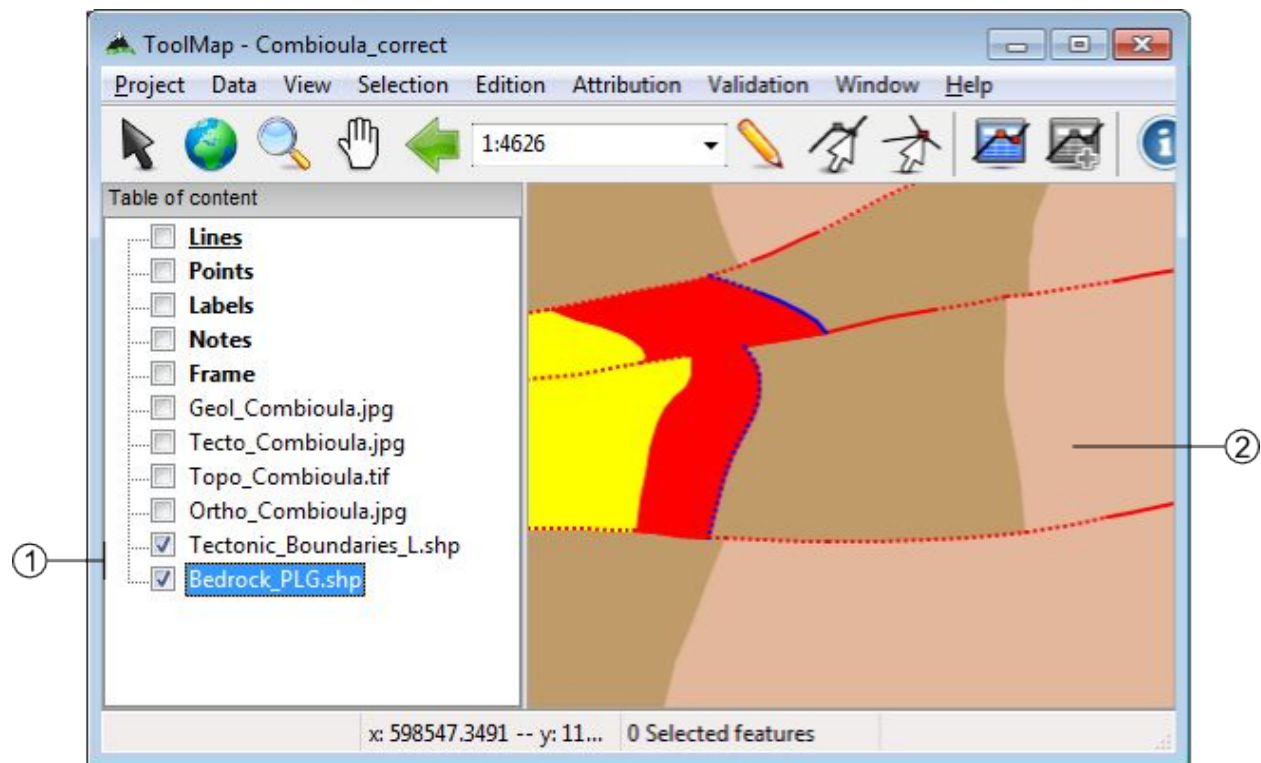 ToolMap - Combioula_correct
Project Data View Selection Edition Attribution Validation Window Help
1:4626
Table of content
Lines
Points
Labels
Notes
Frame
Geol_Combioula.jpg
Tecto_Combioula.jpg
Topo_Combioula.tif
Ortho_Combioula.jpg
Tectonic_Boundaries_L.shp
Bedrock_PLG.shp
1
2
x: 598547.3491 -- y: 11... 0 Selected features